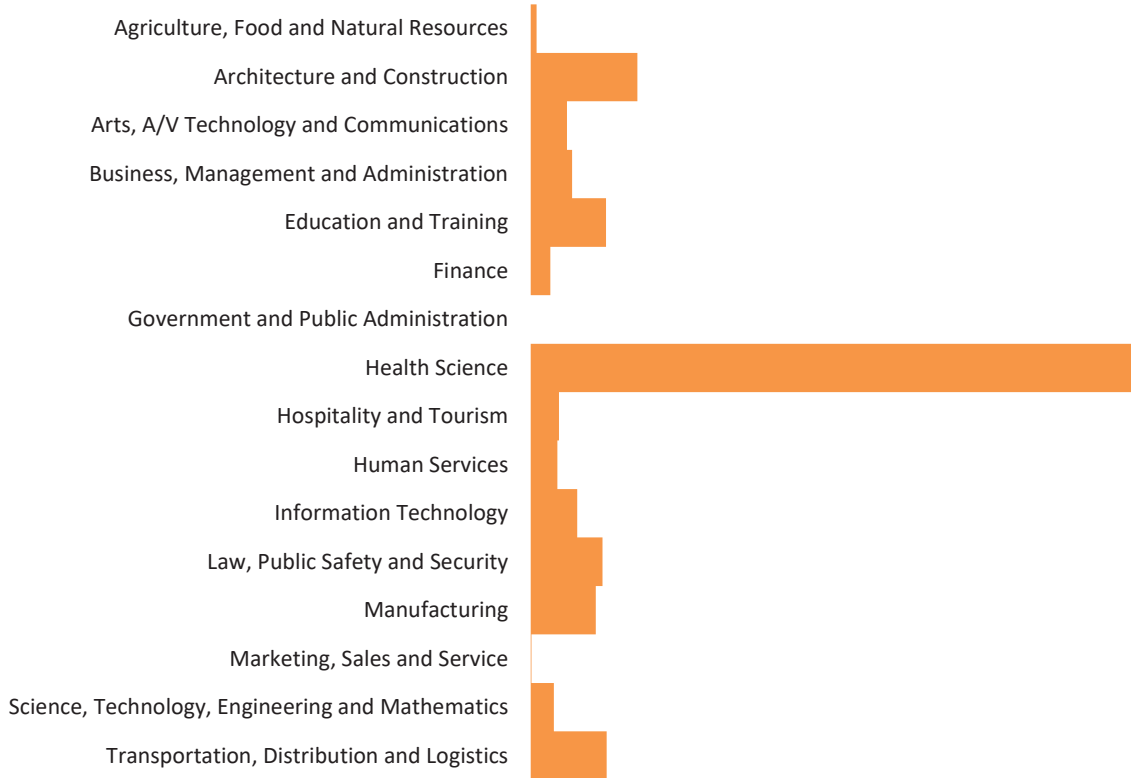 Agriculture, Food and Natural Resources
Architecture and Construction
Arts, A/V Technology and Communications
Business, Management and Administration
Education and Training
Finance
Government and Public Administration
Health Science
Hospitality and Tourism
Human Services
Information Technology
Law, Public Safety and Security
Manufacturing
Marketing, Sales and Service
Science, Technology, Engineering and Mathematics
Transportation, Distribution and Logistics